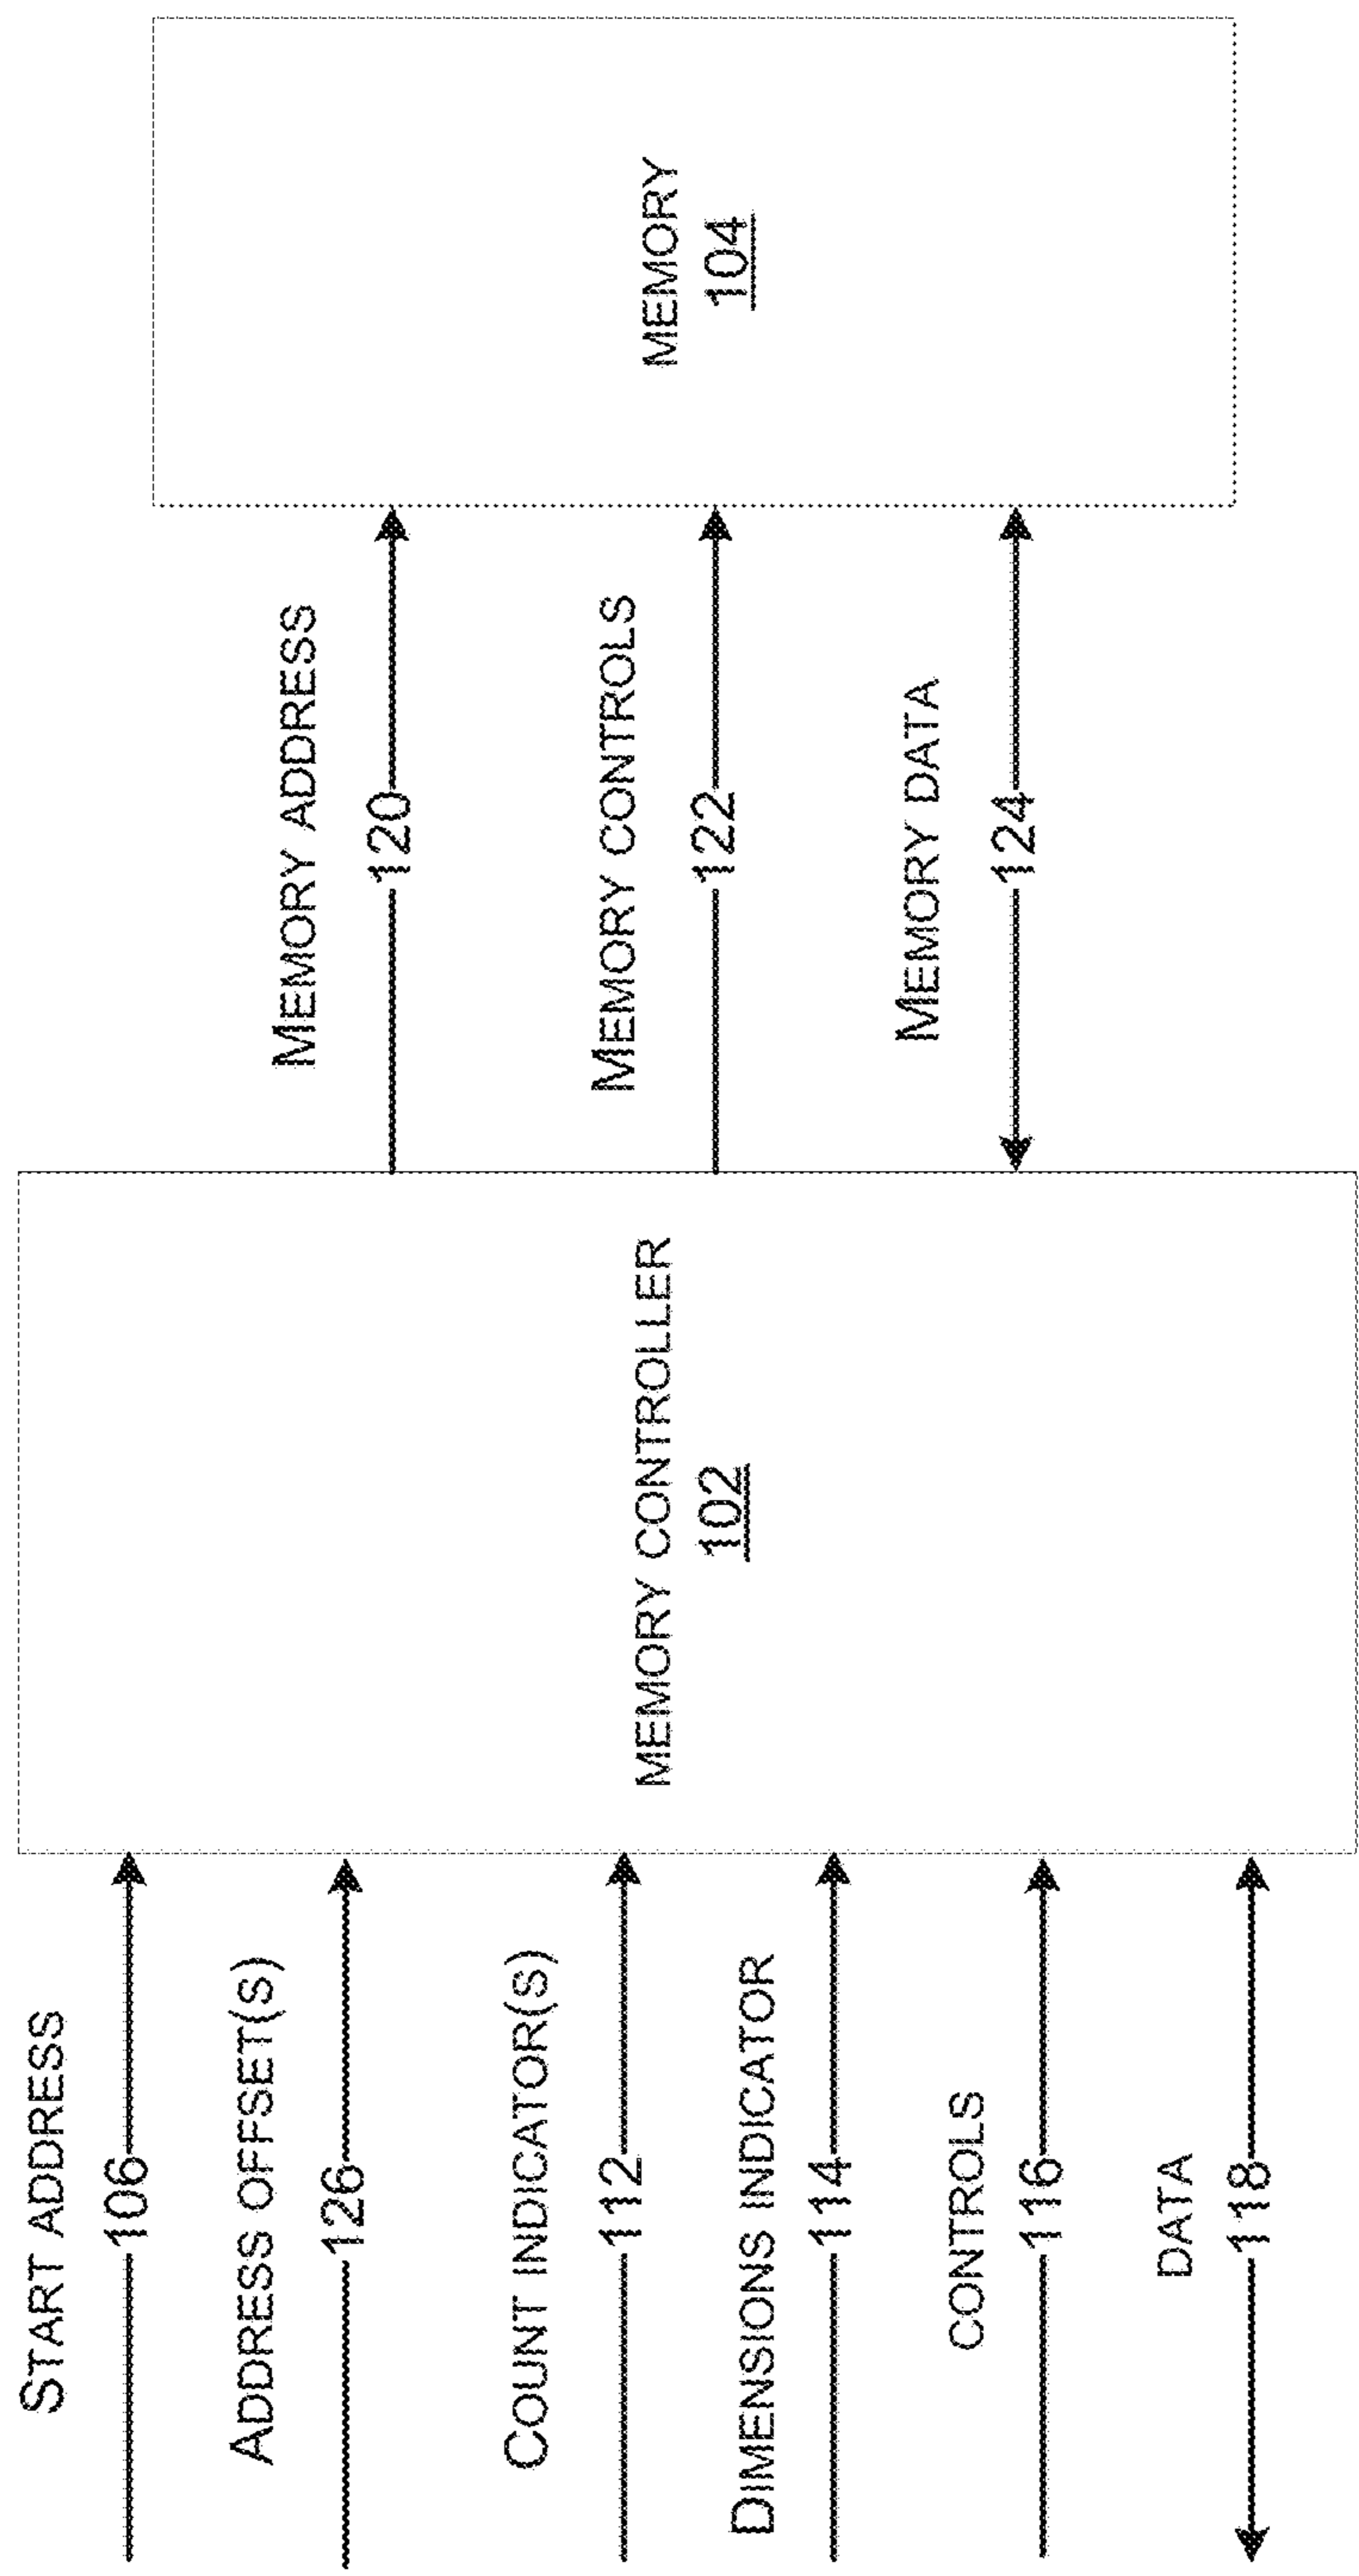 START ADDRESS
106
ADDRESS OFFSET(S)
126
COUNT INDICATOR(S)
112
DIMENSIONS INDICATOR
114
CONTROLS
116
DATA
118
MEMORY CONTROLLER
102
MEMORY ADDRESS
120
MEMORY CONTROLS
122
MEMORY DATA
124
MEMORY
104